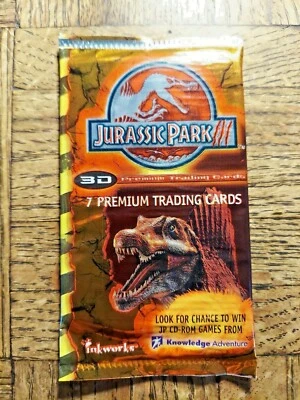 JURASSIC PARK III
3D Premium Trading Cards
7 PREMIUM TRADING CARDS
LOOK FOR CHANCE TO WIN
JP CD-ROM GAMES FROM
inkworks Knowledge Adventure